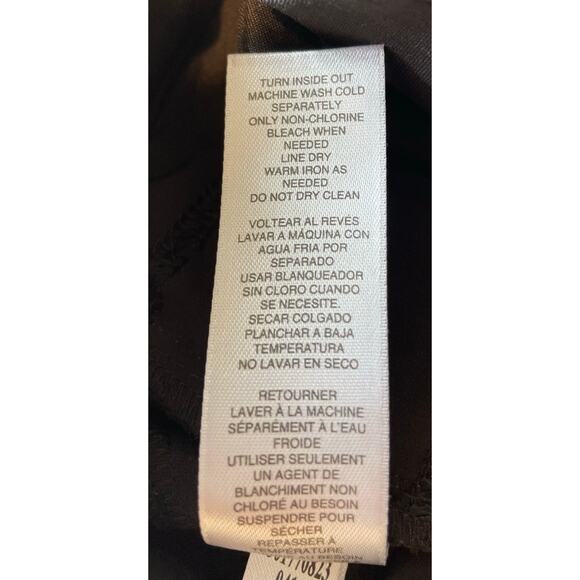 TURN INSIDE OUT
MACHINE WASH COLD
SEPARATELY
ONLY NON-CHLORINE
BLEACH WHEN
NEEDED
LINE DRY
WARM IRON AS
NEEDED
DO NOT DRY CLEAN
VOLTEAR AL REVÉS
LAVAR A MÁQUINA CON
AGUA FRIA POR
SEPARADO
USAR BLANQUEADOR
SIN CLORO CUANDO
SE NECESITE.
SECAR COLGADO
PLANCHAR A BAJA
TEMPERATURA
NO LAVAR EN SECO
RETOURNER
LAVER À LA MACHINE
SÉPARÉMENT À L'EAU
FROIDE
UTILISER SEULEMENT
UN AGENT DE
BLANCHIMENT NON
CHLORÉ AU BESOIN
SUSPENDRE POUR
SÉCHER
REPASSER À
TEMPÉRATURE
AU BESOIN